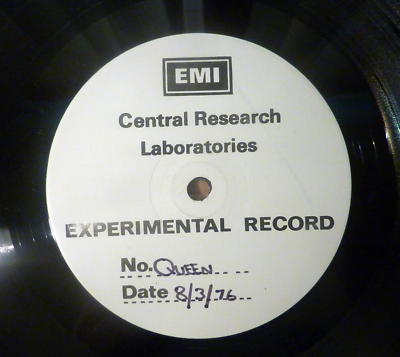 EMI
Central Research
Laboratories
EXPERIMENTAL RECORD
No. QUEEN
Date 8/3/76